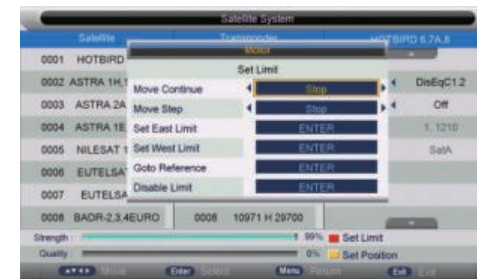 Satellite System
Satellite Transponder HOTBIRD 6,7A,8
Motor
Set Limit
0001 HOTBIRD
0002 ASTRA 1H,1 Move Continue Stop DisEqC1.2
0003 ASTRA 2A Move Step Stop Off
0004 ASTRA 1E Set East Limit ENTER 1. 1210
0005 NILESAT 1 Set West Limit ENTER SatA
0006 EUTELSA Goto Reference ENTER
0007 EUTELSA Disable Limit ENTER
0008 BADR-2,3,4EURO 0008 10971 H 29700
Strength : 99% Set Limit
Quality : 0% Set Position
Move Enter Select Menu Return Exit Exit